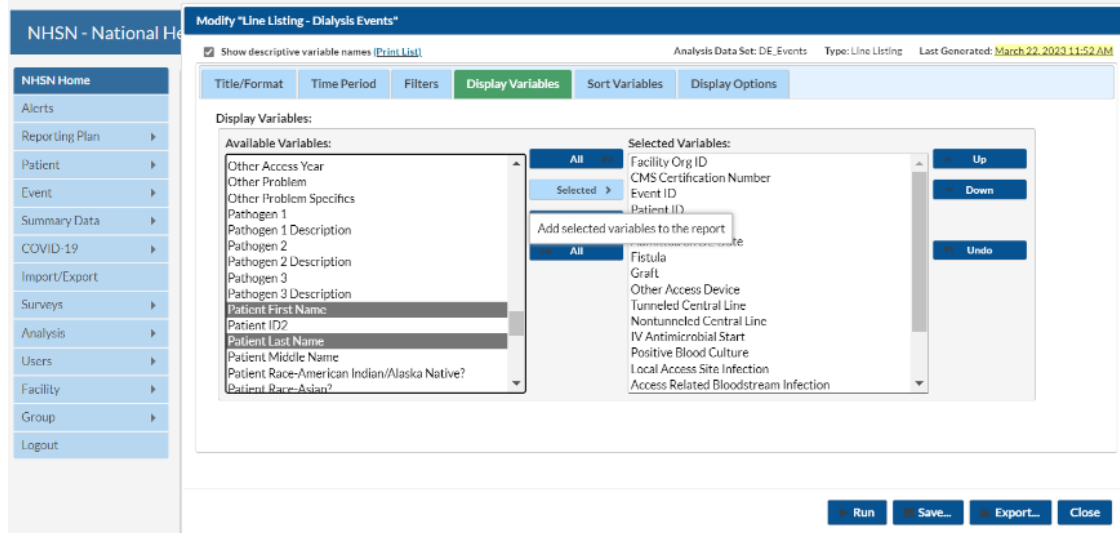 NHSN - National He
Modify "Line Listing - Dialysis Events"
Show descriptive variable names (Print List)
Analysis Data Set: DE_Events Type: Line Listing Last Generated: March 22, 2023 11:52 AM
NHSN Home
Alerts
Reporting Plan
Patient
Event
Summary Data
COVID-19
Import/Export
Surveys
Analysis
Users
Facility
Group
Logout
Title/Format Time Period Filters Display Variables Sort Variables Display Options
Display Variables:
Available Variables:
Other Access Year
Other Problem
Other Problem Specifics
Pathogen 1
Pathogen 1 Description
Pathogen 2
Pathogen 2 Description
Pathogen 3
Pathogen 3 Description
Patient First Name
Patient ID2
Patient Last Name
Patient Middle Name
Patient Race-American Indian/Alaska Native?
Patient Race-Asian?
All
Selected >
Add selected variables to the report
All
Selected Variables:
Facility Org ID
CMS Certification Number
Event ID
Patient ID
Fistula
Graft
Other Access Device
Tunneled Central Line
Nontunneled Central Line
IV Antimicrobial Start
Positive Blood Culture
Local Access Site Infection
Access Related Bloodstream Infection
Up
Down
Undo
Run Save... Export... Close